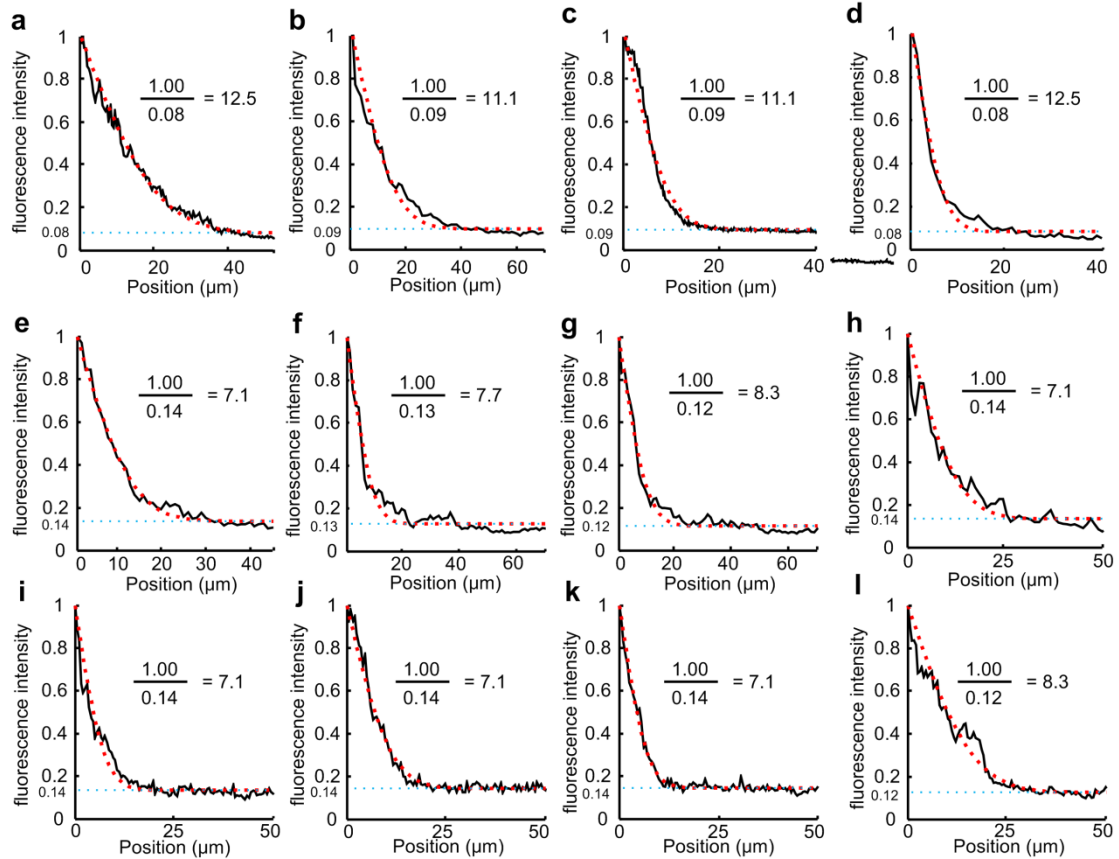 a
fluorescence intensity
1
0.8
0.6
0.4
0.2
0.08
0
1.00
0.08
= 12.5
0 20 40
Position (µm)
b
fluorescence intensity
1
0.8
0.6
0.4
0.2
0.09
0
1.00
0.09
= 11.1
0 20 40 60
Position (µm)
c
fluorescence intensity
1
0.8
0.6
0.4
0.2
0.09
0
1.00
0.09
= 11.1
0 20 40
Position (µm)
d
fluorescence intensity
1
0.8
0.6
0.4
0.2
0.08
0
1.00
0.08
= 12.5
0 10 20 30 40
Position (µm)
e
fluorescence intensity
1
0.8
0.6
0.4
0.2
0.14
0
1.00
0.14
= 7.1
0 10 20 30 40
Position (µm)
f
fluorescence intensity
1
0.8
0.6
0.4
0.2
0.13
0
1.00
0.13
= 7.7
0 20 40 60
Position (µm)
g
fluorescence intensity
1
0.8
0.6
0.4
0.2
0.12
0
1.00
0.12
= 8.3
0 20 40 60
Position (µm)
h
fluorescence intensity
1
0.8
0.6
0.4
0.2
0.14
0
1.00
0.14
= 7.1
0 25 50
Position (µm)
i
fluorescence intensity
1
0.8
0.6
0.4
0.2
0.14
0
1.00
0.14
= 7.1
0 25 50
Position (µm)
j
fluorescence intensity
1
0.8
0.6
0.4
0.2
0.14
0
1.00
0.14
= 7.1
0 25 50
Position (µm)
k
fluorescence intensity
1
0.8
0.6
0.4
0.2
0.14
0
1.00
0.14
= 7.1
0 25 50
Position (µm)
l
fluorescence intensity
1
0.8
0.6
0.4
0.2
0.12
0
1.00
0.12
= 8.3
0 25 50
Position (µm)